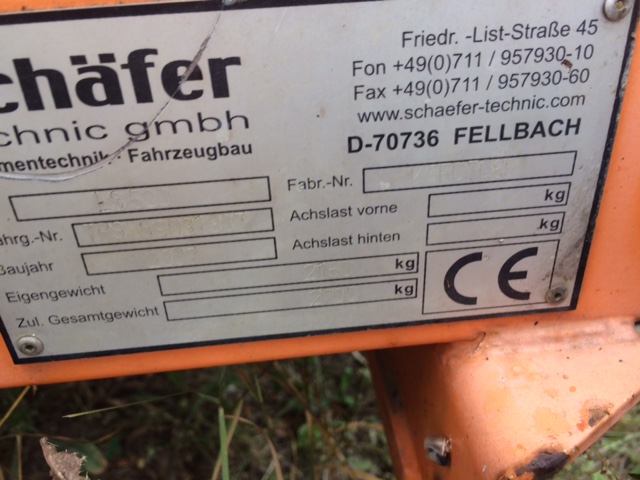 chäfer
chnic gmbh
mentechnik · Fahrzeugbau
Friedr. -List-Straße 45
Fon +49(0)711 / 957930-10
Fax +49(0)711 / 957930-60
www.schaefer-technic.com
D-70736 FELLBACH
Fabr.-Nr.
ahrg.-Nr.
Achslast vorne kg
Baujahr
Achslast hinten kg
Eigengewicht kg
Zul. Gesamtgewicht kg
CE